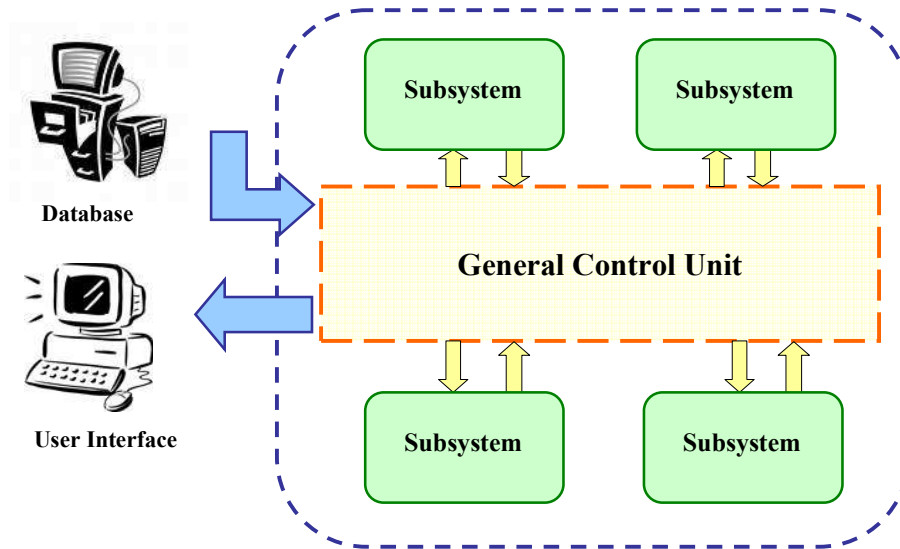 Subsystem
Subsystem
Database
General Control Unit
User Interface
Subsystem
Subsystem